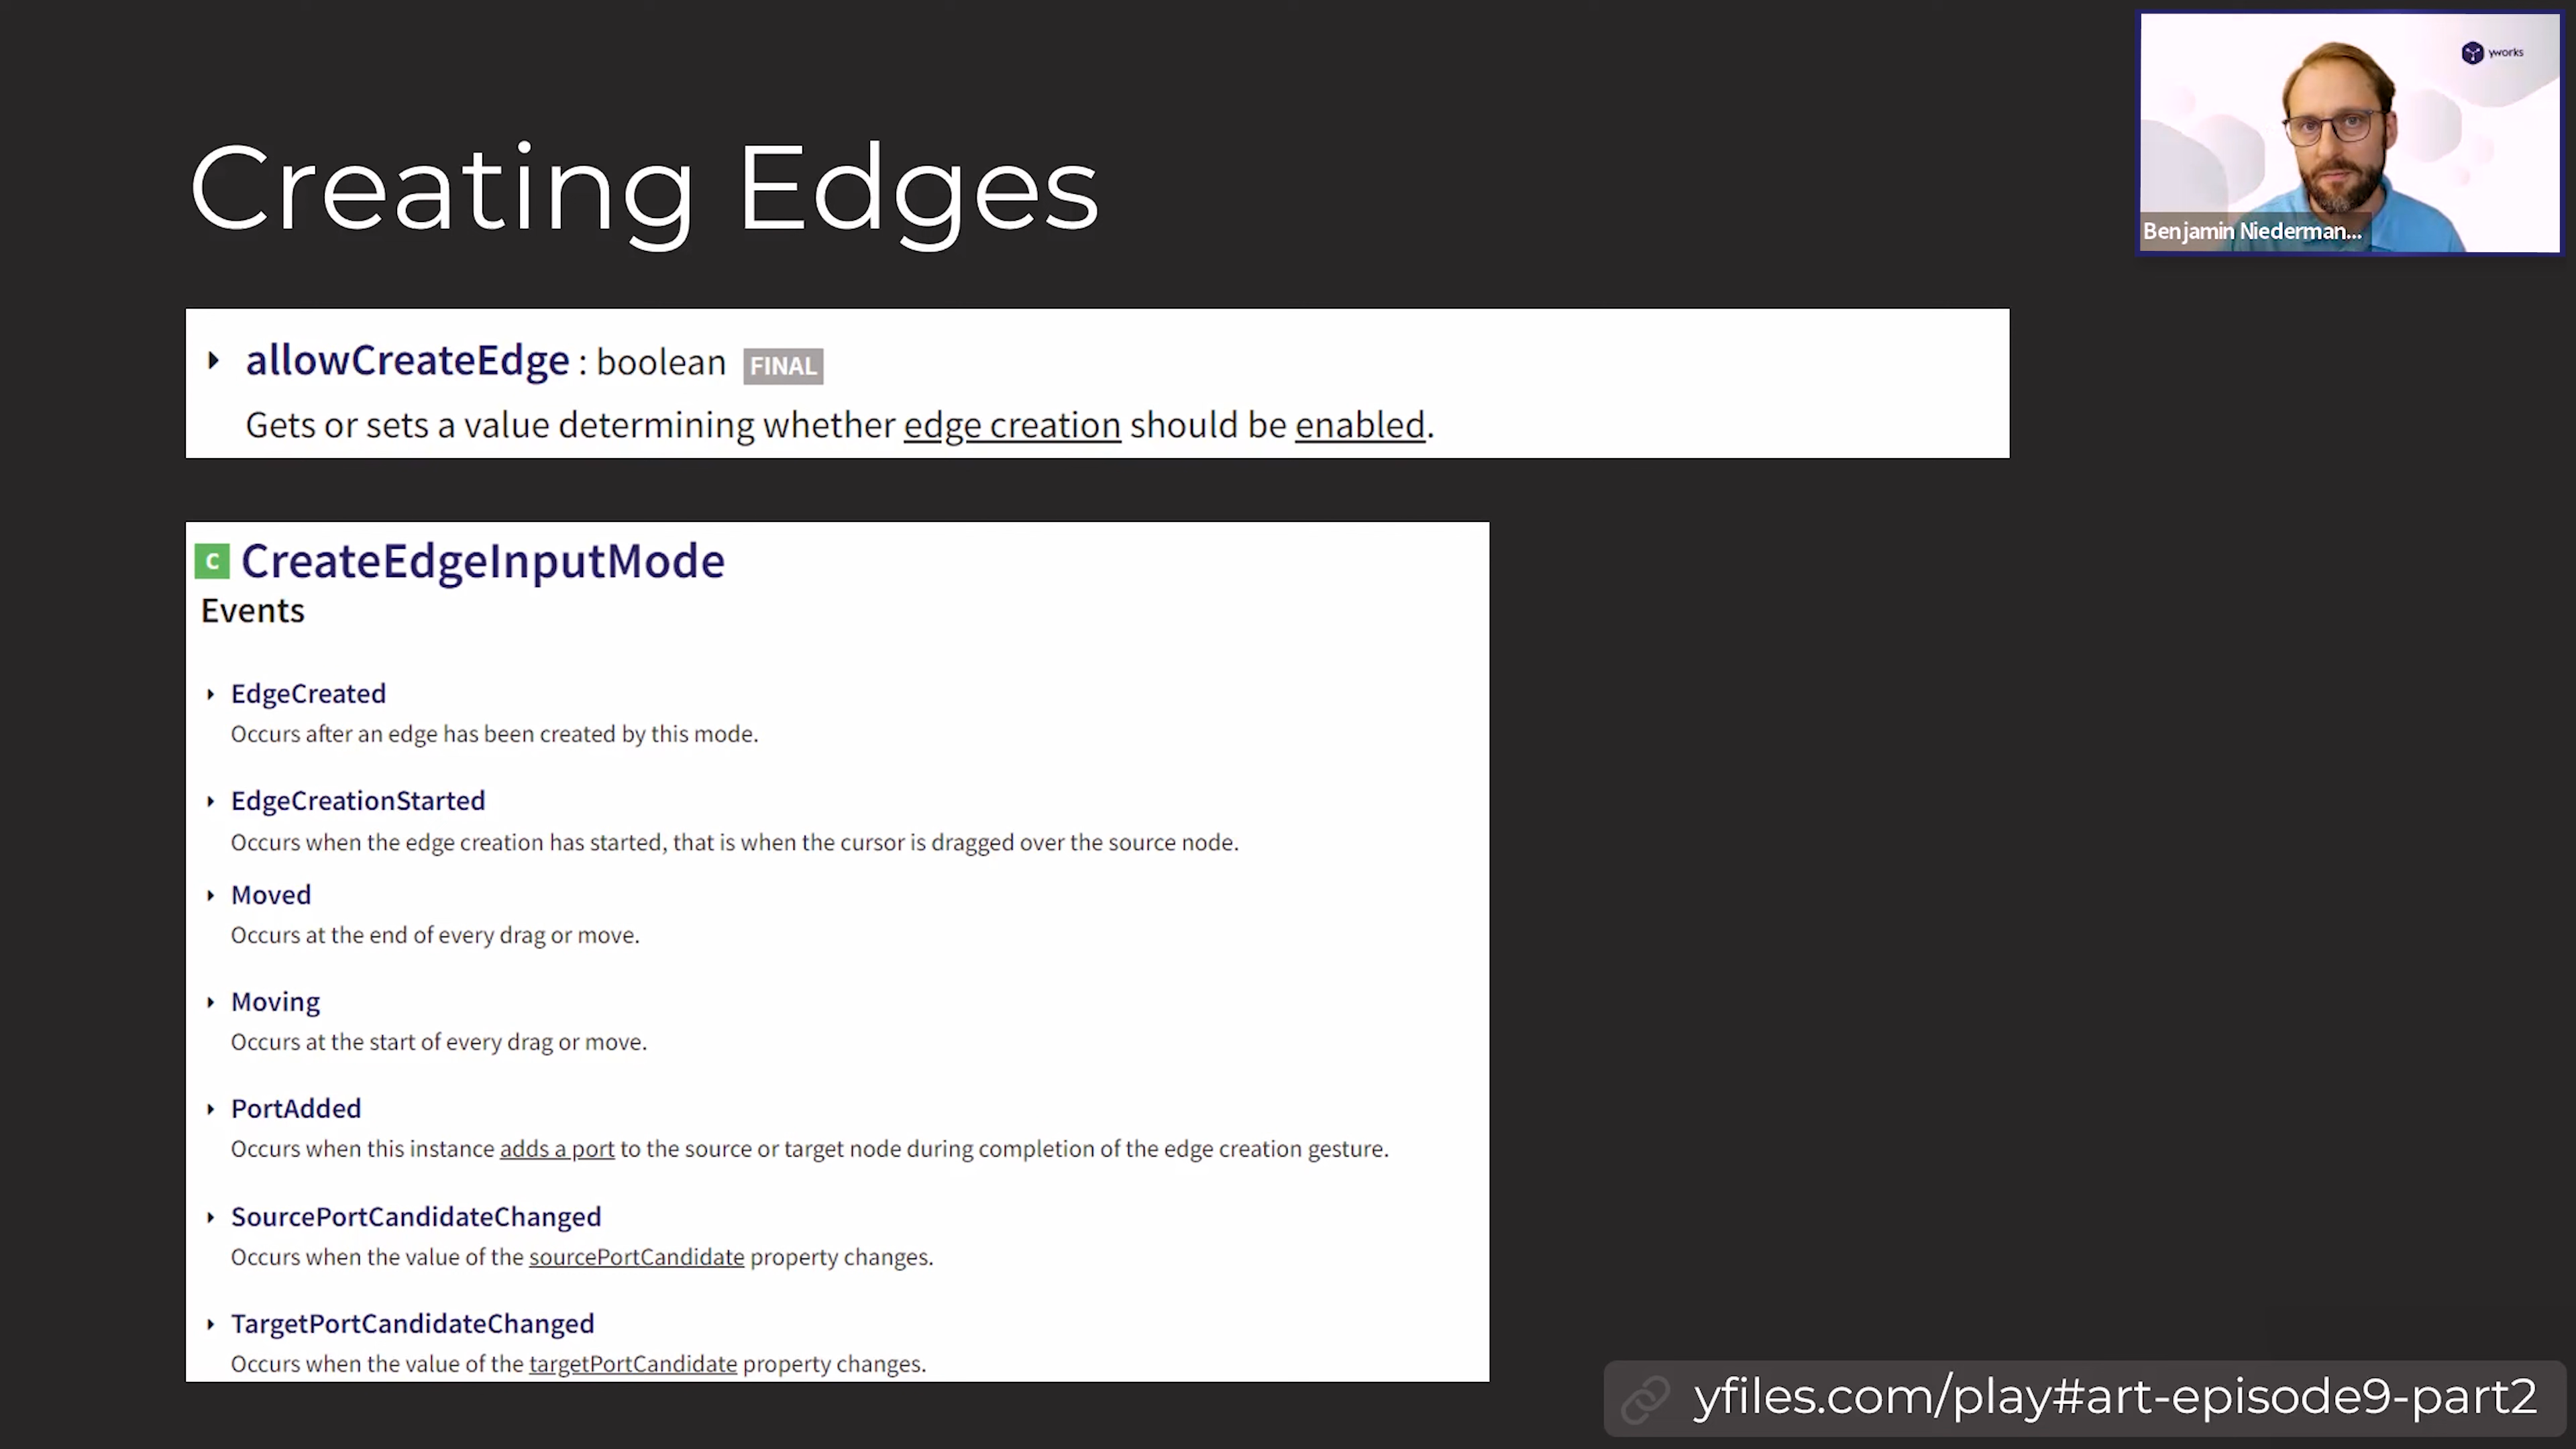 Creating Edges
yworks
Benjamin Niederman...
allowCreateEdge : boolean FINAL
Gets or sets a value determining whether edge creation should be enabled.
C CreateEdgeInputMode
Events
EdgeCreated
Occurs after an edge has been created by this mode.
EdgeCreationStarted
Occurs when the edge creation has started, that is when the cursor is dragged over the source node.
Moved
Occurs at the end of every drag or move.
Moving
Occurs at the start of every drag or move.
PortAdded
Occurs when this instance adds a port to the source or target node during completion of the edge creation gesture.
SourcePortCandidateChanged
Occurs when the value of the sourcePortCandidate property changes.
TargetPortCandidateChanged
Occurs when the value of the targetPortCandidate property changes.
yfiles.com/play#art-episode9-part2